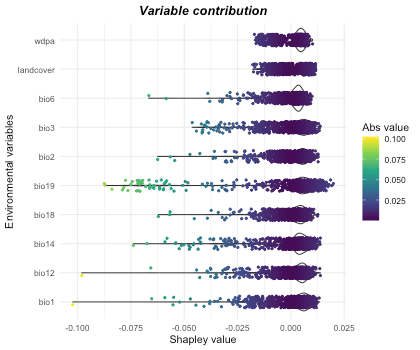 Variable contribution
Environmental variables
wdpa
landcover
bio6
bio3
bio2
bio19
bio18
bio14
bio12
bio1
-0.100
-0.075
-0.050
-0.025
0.000
0.025
Shapley value
Abs value
0.100
0.075
0.050
0.025